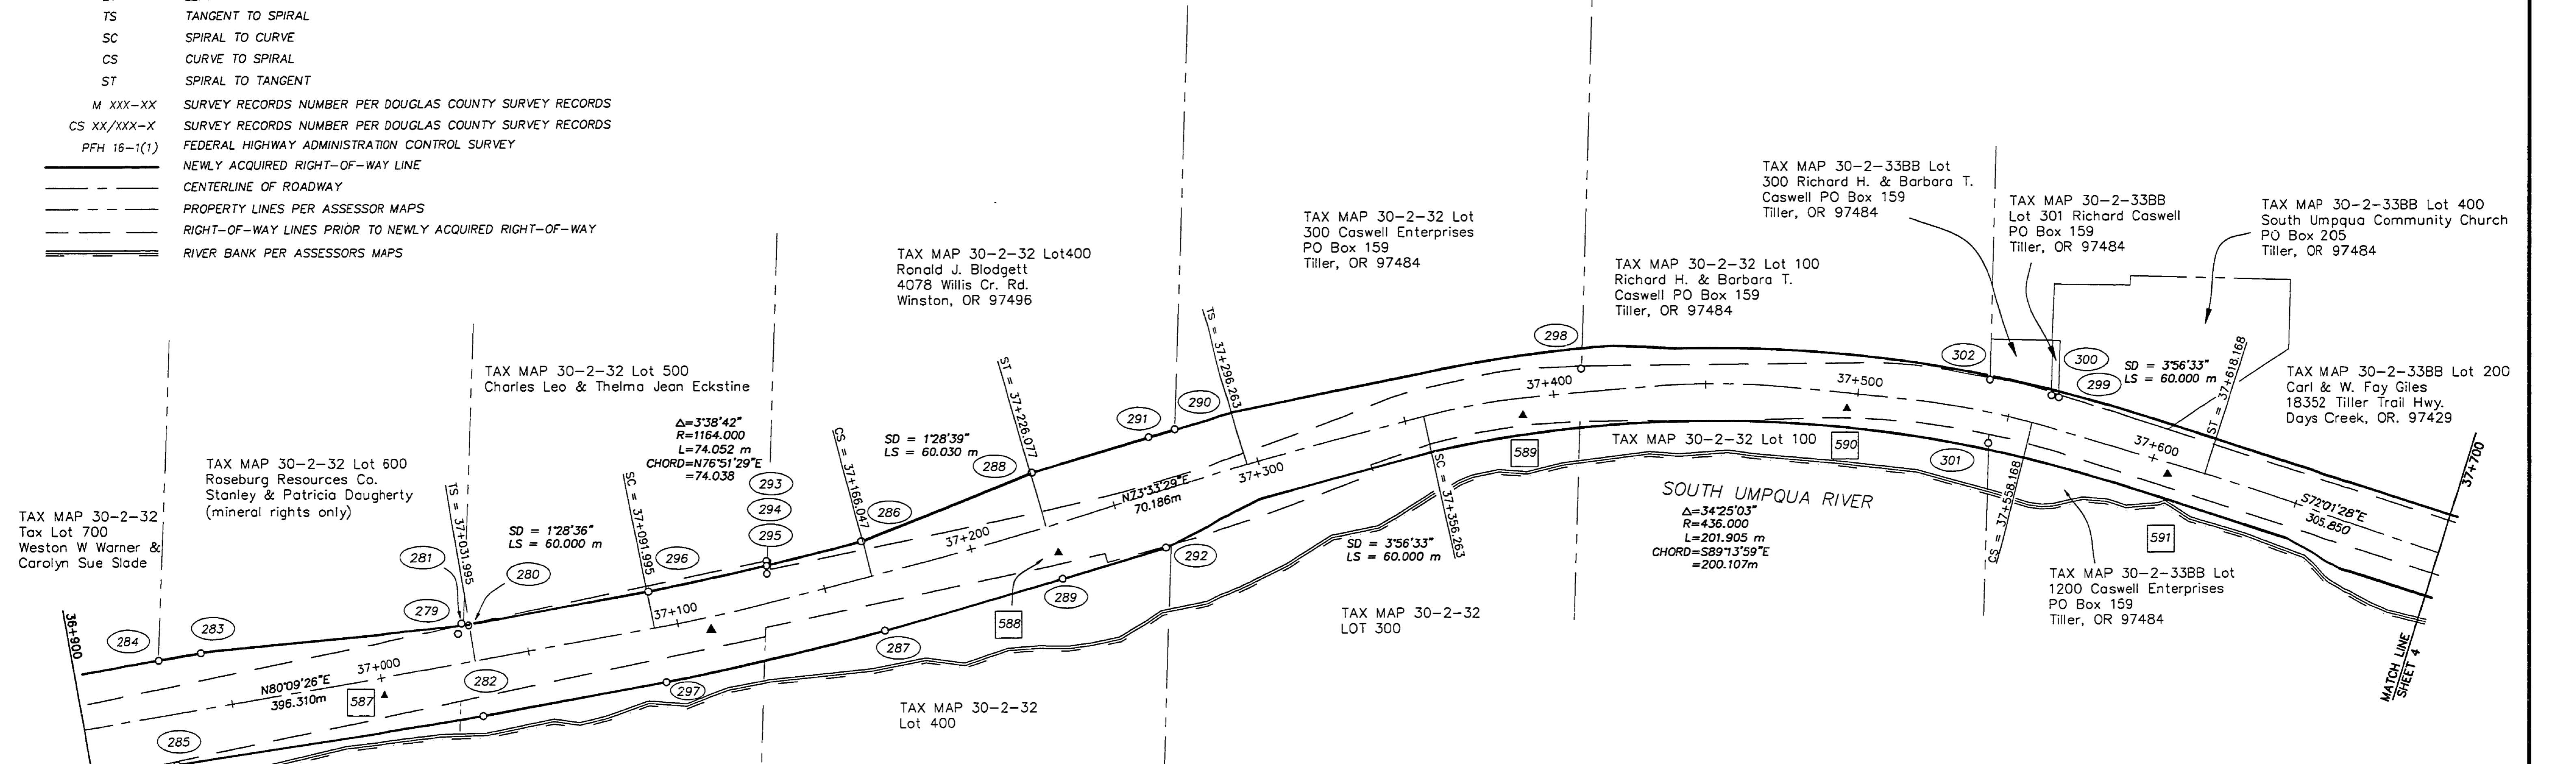 TS TANGENT TO SPIRAL
SC SPIRAL TO CURVE
CS CURVE TO SPIRAL
ST SPIRAL TO TANGENT
M XXX-XX SURVEY RECORDS NUMBER PER DOUGLAS COUNTY SURVEY RECORDS
CS XX/XXX-X SURVEY RECORDS NUMBER PER DOUGLAS COUNTY SURVEY RECORDS
PFH 16-1(1) FEDERAL HIGHWAY ADMINISTRATION CONTROL SURVEY
NEWLY ACQUIRED RIGHT-OF-WAY LINE
CENTERLINE OF ROADWAY
PROPERTY LINES PER ASSESSOR MAPS
RIGHT-OF-WAY LINES PRIOR TO NEWLY ACQUIRED RIGHT-OF-WAY
RIVER BANK PER ASSESSORS MAPS
TAX MAP 30-2-32
Tax Lot 700
Weston W Warner &
Carolyn Sue Slade
TAX MAP 30-2-32 Lot 600
Roseburg Resources Co.
Stanley & Patricia Daugherty
(mineral rights only)
TAX MAP 30-2-32 Lot 500
Charles Leo & Thelma Jean Eckstine
TAX MAP 30-2-32 Lot400
Ronald J. Blodgett
4078 Willis Cr. Rd.
Winston, OR 97496
TAX MAP 30-2-32 Lot
300 Caswell Enterprises
PO Box 159
Tiller, OR 97484
TAX MAP 30-2-32 Lot 100
Richard H. & Barbara T.
Caswell PO Box 159
Tiller, OR 97484
TAX MAP 30-2-33BB Lot
300 Richard H. & Barbara T.
Caswell PO Box 159
Tiller, OR 97484
TAX MAP 30-2-33BB
Lot 301 Richard Caswell
PO Box 159
Tiller, OR 97484
TAX MAP 30-2-33BB Lot 400
South Umpqua Community Church
PO Box 205
Tiller, OR 97484
TAX MAP 30-2-33BB Lot 200
Carl & W. Fay Giles
18352 Tiller Trail Hwy.
Days Creek, OR. 97429
36+900
284
283
285
N80°09'26"E
396.310m
37+000
587
279
281
280
282
TS = 37+031.995
SD = 1°28'36"
LS = 60.000 m
SC = 37+091.995
296
37+100
297
Δ=3°38'42"
R=1164.000
L=74.052 m
CHORD=N76°51'29"E
=74.038
293
294
295
CS = 37+166.047
286
287
SD = 1°28'39"
LS = 60.030 m
288
ST = 37+226.077
37+200
588
289
291
290
292
N73°33'29"E
70.186m
TS = 37+296.263
37+300
TAX MAP 30-2-32
Lot 400
TAX MAP 30-2-32
LOT 300
SD = 3°56'33"
LS = 60.000 m
SC = 37+356.263
589
298
37+400
TAX MAP 30-2-32 Lot 100
590
37+500
SOUTH UMPQUA RIVER
Δ=34°25'03"
R=436.000
L=201.905 m
CHORD=S89°13'59"E
=200.107m
302
301
CS = 37+558.168
300
299
SD = 3°56'33"
LS = 60.000 m
ST = 37+618.168
37+600
591
TAX MAP 30-2-33BB Lot
1200 Caswell Enterprises
PO Box 159
Tiller, OR 97484
S72°01'28"E
305.850
37+700
MATCH LINE
SHEET 4